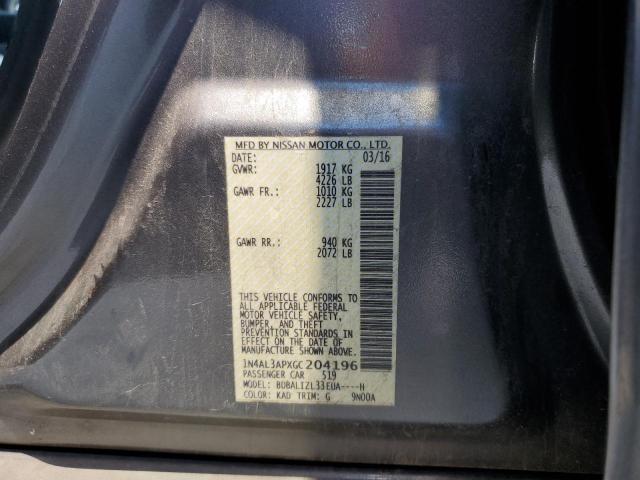 MFD BY NISSAN MOTOR CO., LTD.
DATE: 03/16
GVWR: 1917 KG
4226 LB
GAWR FR.: 1010 KG
2227 LB
GAWR RR.: 940 KG
2072 LB
THIS VEHICLE CONFORMS TO
ALL APPLICABLE FEDERAL
MOTOR VEHICLE SAFETY,
BUMPER, AND THEFT
PREVENTION STANDARDS IN
EFFECT ON THE DATE OF
MANUFACTURE SHOWN ABOVE.
1N4AL3APXGC204196
PASSENGER CAR 519
MODEL: BDBALIZL33EUA----H
COLOR: KAD TRIM: G 9N00A